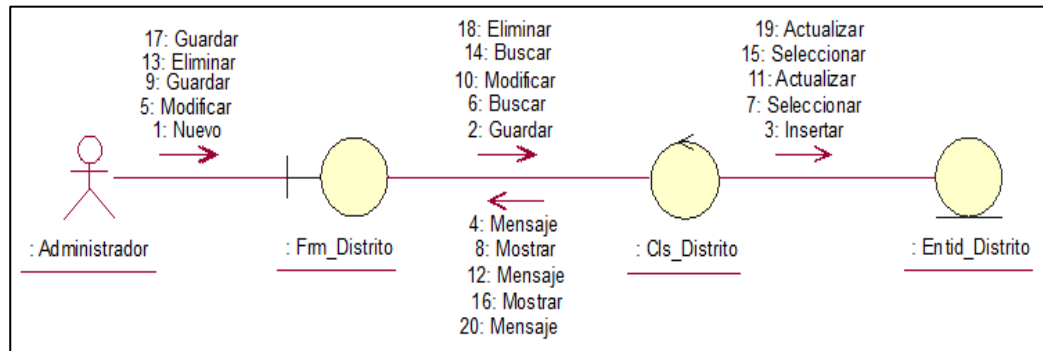 17: Guardar
13: Eliminar
9: Guardar
5: Modificar
1: Nuevo
18: Eliminar
14: Buscar
10: Modificar
6: Buscar
2: Guardar
19: Actualizar
15: Seleccionar
11: Actualizar
7: Seleccionar
3: Insertar
4: Mensaje
8: Mostrar
12: Mensaje
16: Mostrar
20: Mensaje
: Administrador
: Frm_Distrito
: Cls_Distrito
: Entid_Distrito